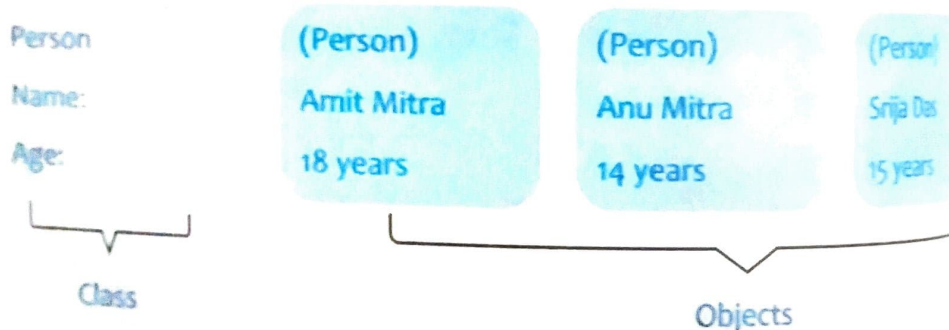 Person
Name:
Age:
(Person)
Amit Mitra
18 years
(Person)
Anu Mitra
14 years
(Person)
Srija Das
15 years
Class
Objects